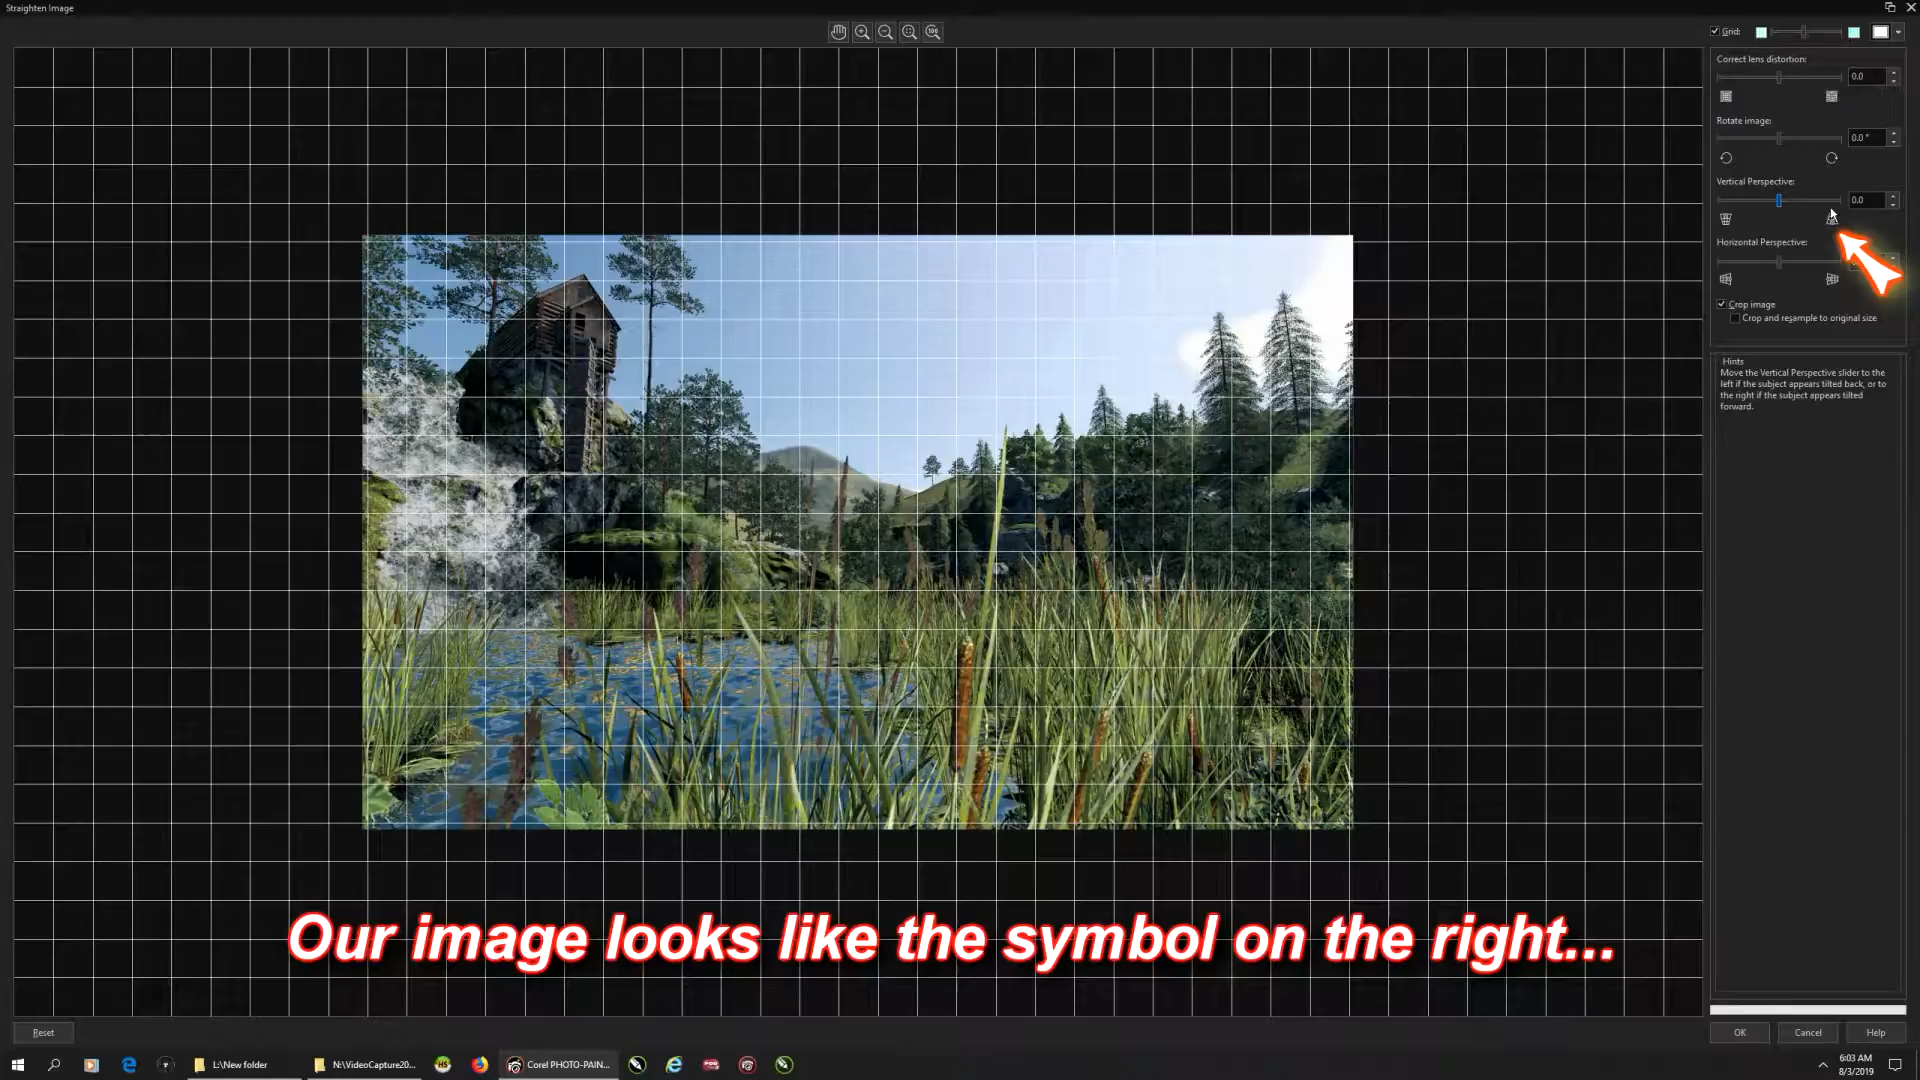 Straighten Image
Grid:
Correct lens distortion:
0.0
Rotate image:
0.0 °
Vertical Perspective:
0.0
Horizontal Perspective:
Crop image
Crop and resample to original size
Hints
Move the Vertical Perspective slider to the
left if the subject appears tilted back, or to
the right if the subject appears tilted
forward.
Our image looks like the symbol on the right...
Reset
OK
Cancel
Help
L:\New folder
N:\VideoCapture20...
Corel PHOTO-PAIN...
6:03 AM
8/3/2019